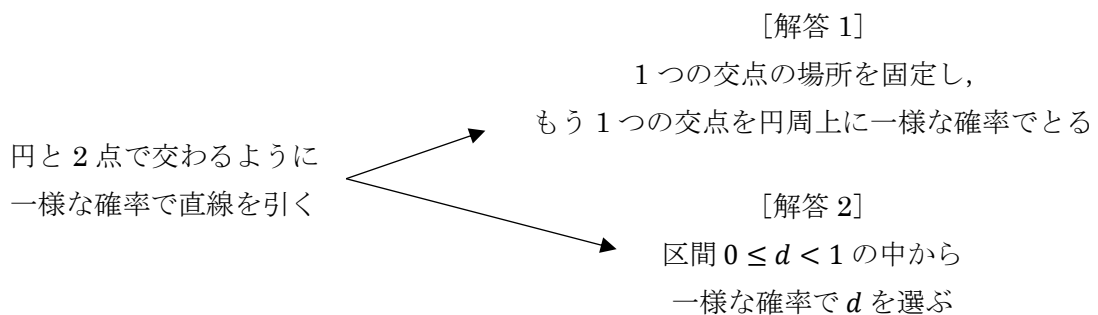 [解答 1]
1 つの交点の場所を固定し,
もう 1 つの交点を円周上に一様な確率でとる
円と 2 点で交わるように
一様な確率で直線を引く
[解答 2]
区間 0 ≤ d < 1 の中から
一様な確率で d を選ぶ